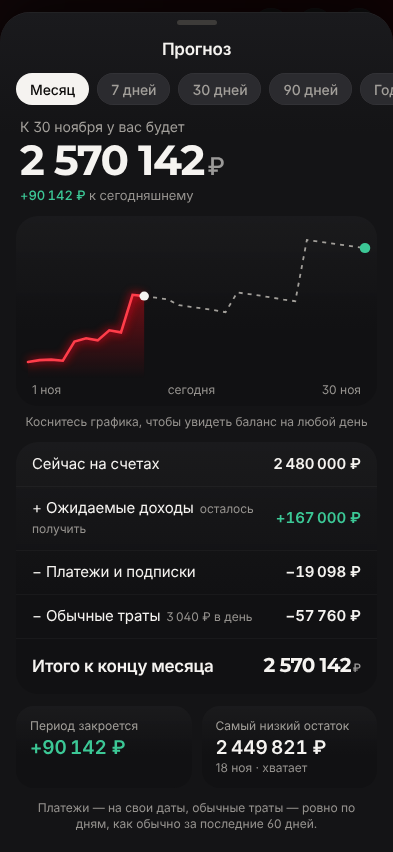 Прогноз
Месяц 7 дней 30 дней 90 дней Год
К 30 ноября у вас будет
2 570 142 ₽
+90 142 ₽ к сегодняшнему
1 ноя сегодня 30 ноя
Коснитесь графика, чтобы увидеть баланс на любой день
Сейчас на счетах 2 480 000 ₽
+ Ожидаемые доходы осталось
получить +167 000 ₽
− Платежи и подписки −19 098 ₽
− Обычные траты 3 040 ₽ в день −57 760 ₽
Итого к концу месяца 2 570 142 ₽
Период закроется
+90 142 ₽
Самый низкий остаток
2 449 821 ₽
18 ноя · хватает
Платежи — на свои даты, обычные траты — ровно по
дням, как обычно за последние 60 дней.